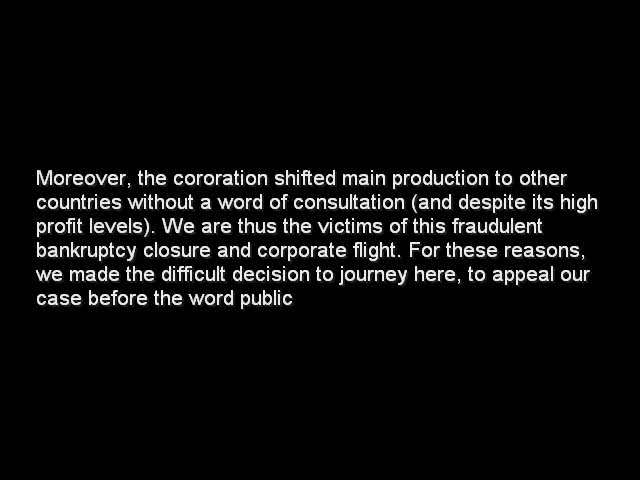 Moreover, the cororation shifted main production to other
countries without a word of consultation (and despite its high
profit levels). We are thus the victims of this fraudulent
bankruptcy closure and corporate flight. For these reasons,
we made the difficult decision to journey here, to appeal our
case before the word public